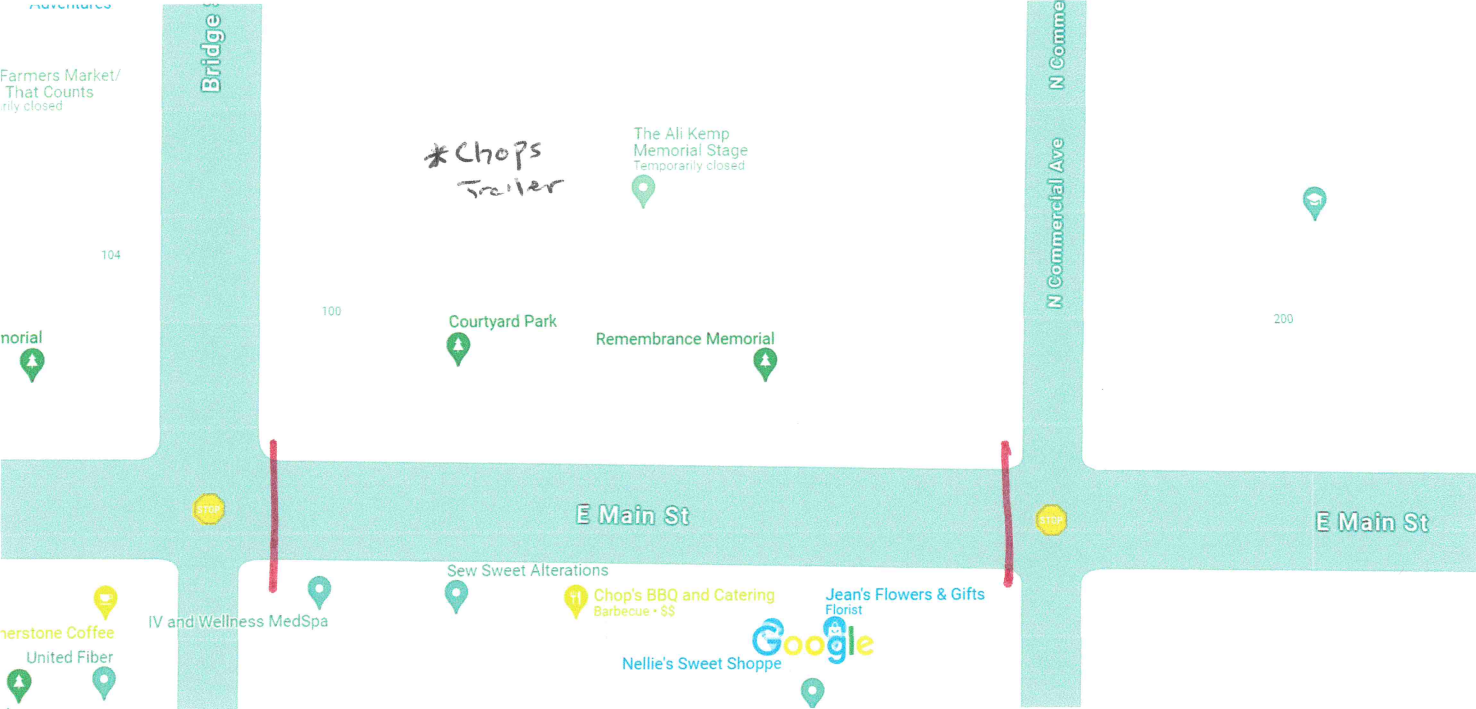 Adventures
Bridge
N Comme
Farmers Market/
That Counts
rily closed
*Chops
Trailer
The Ali Kemp
Memorial Stage
Temporarily closed
N Commercial Ave
104
100
200
Courtyard Park
Remembrance Memorial
morial
STOP
E Main St
STOP
E Main St
Sew Sweet Alterations
Chop's BBQ and Catering
Barbecue • $$
Jean's Flowers & Gifts
Florist
IV and Wellness MedSpa
nerstone Coffee
United Fiber
Google
Nellie's Sweet Shoppe